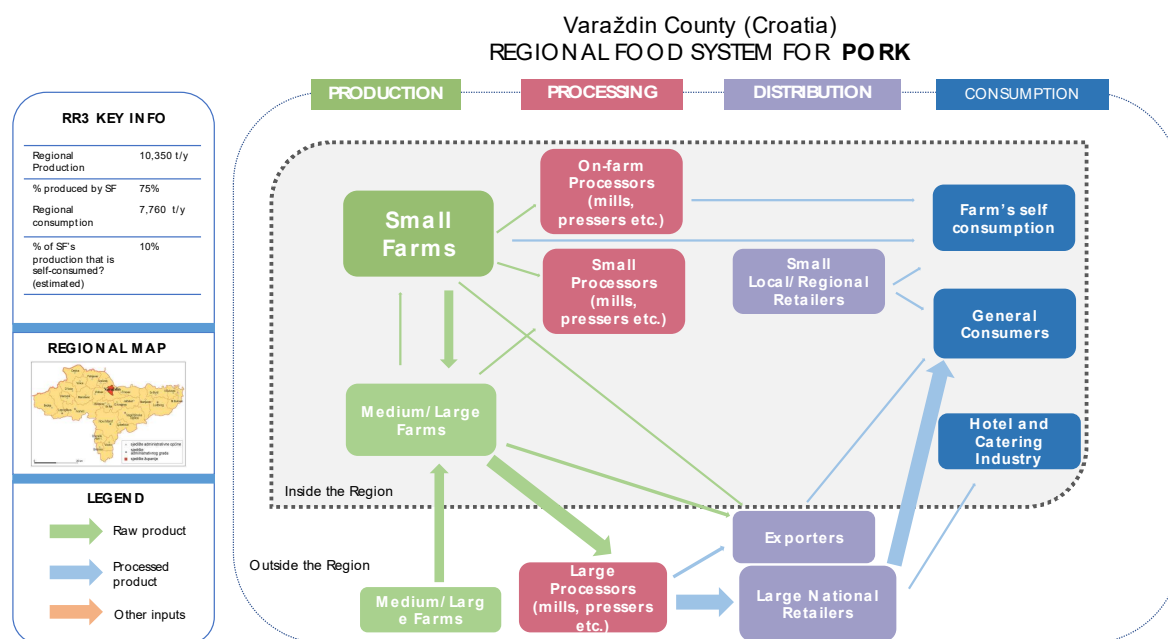 Varaždin County (Croatia)
REGIONAL FOOD SYSTEM FOR PORK
PRODUCTION
PROCESSING
DISTRIBUTION
CONSUMPTION
RR3 KEY INFO
Regional
Production
10,350 t/y
% produced by SF
75%
Regional
consumption
7,760 t/y
% of SF's
production that is
self-consumed?
(estimated)
10%
REGIONAL MAP
LEGEND
Raw product
Processed
product
Other inputs
Small
Farms
On-farm
Processors
(mills,
pressers etc.)
Small
Processors
(mills,
pressers etc.)
Small
Local/ Regional
Retailers
Farm's self
consumption
General
Consumers
Medium/Large
Farms
Hotel and
Catering
Industry
Inside the Region
Outside the Region
Exporters
Medium/Larg
e Farms
Large
Processors
(mills, pressers
etc.)
Large National
Retailers